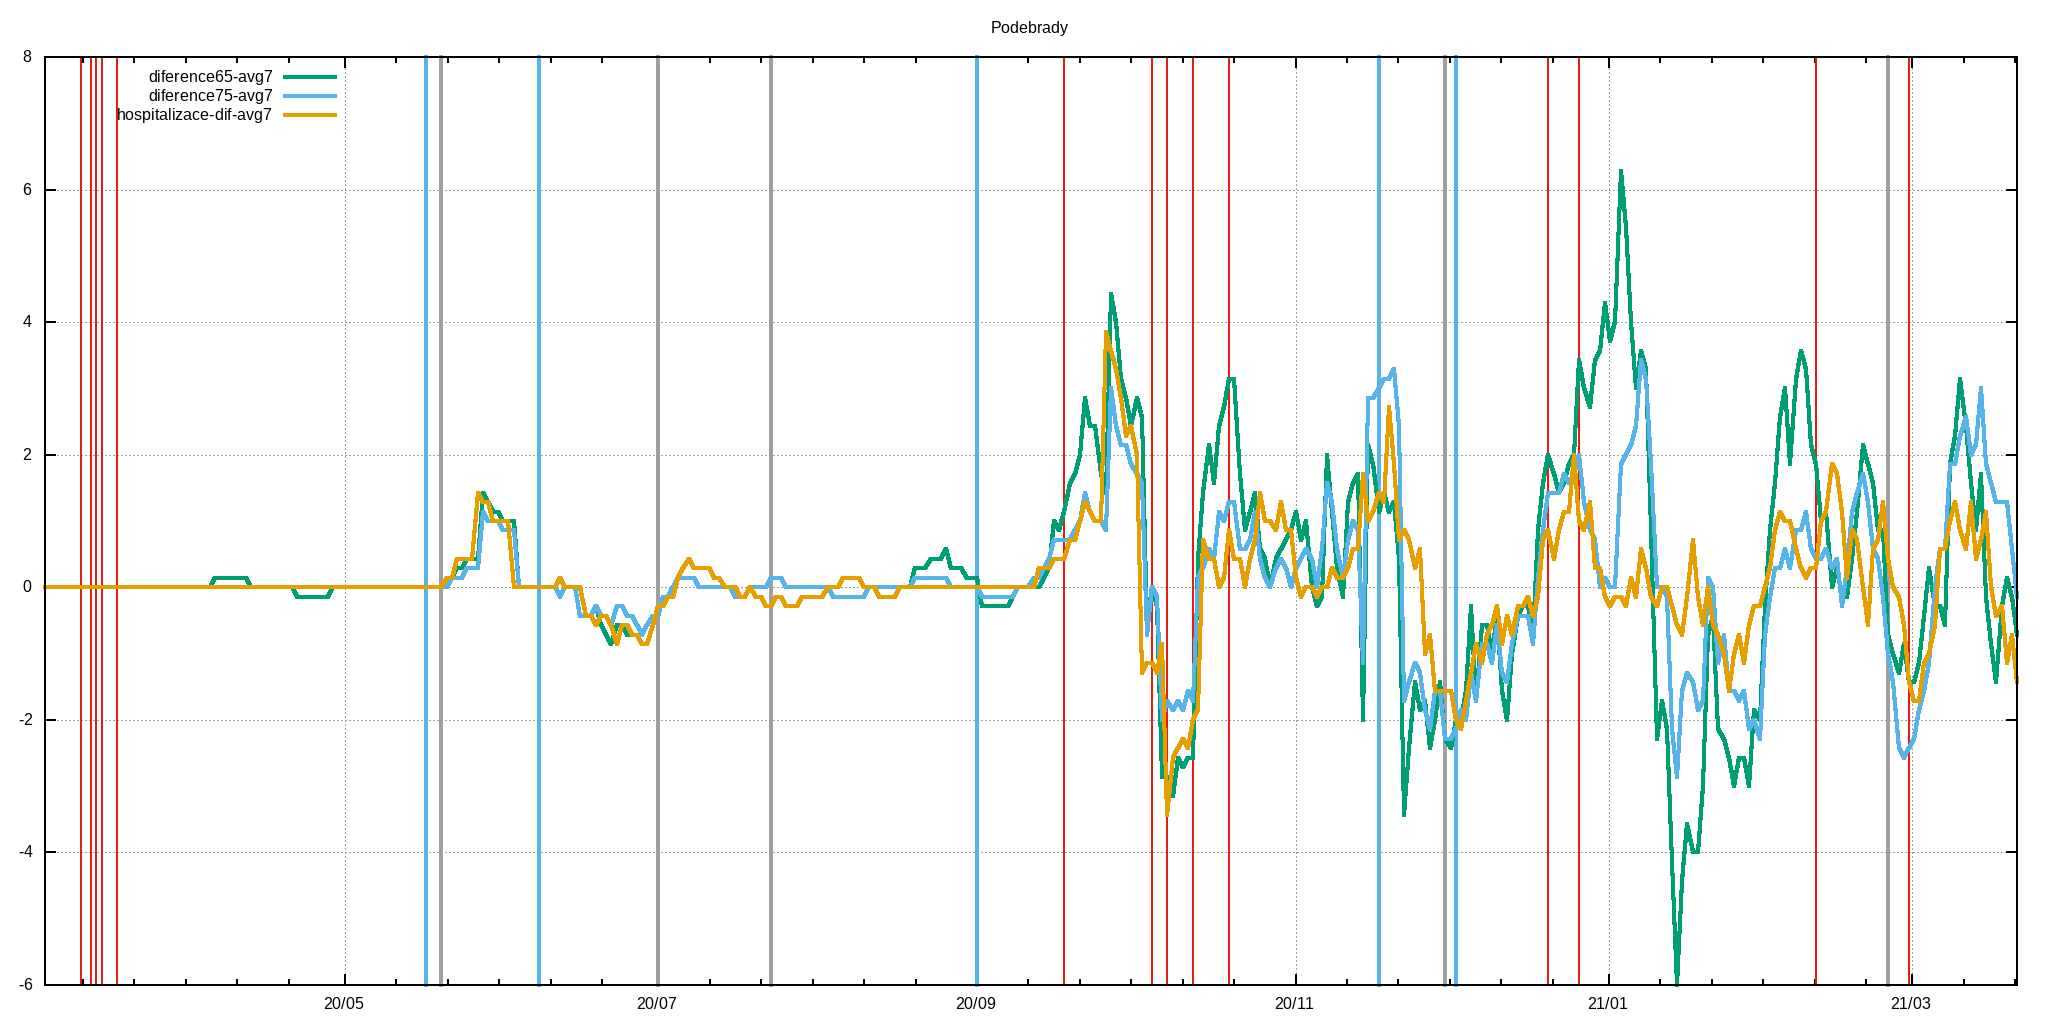 Podebrady
8
diference65-avg7
diference75-avg7
hospitalizace-dif-avg7
6
4
2
0
-2
-4
-6
20/05 20/07 20/09 20/11 21/01 21/03